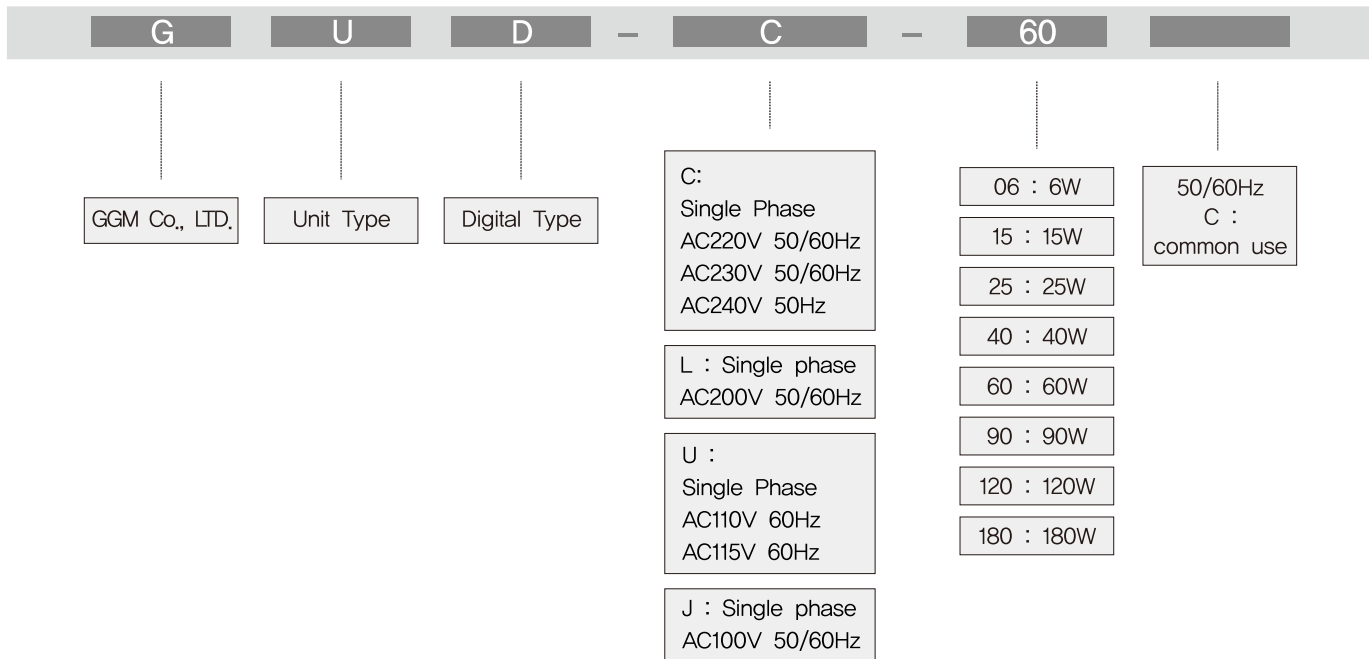 G U D - C - 60
GGM Co., LTD.
Unit Type
Digital Type
C:
Single Phase
AC220V 50/60Hz
AC230V 50/60Hz
AC240V 50Hz
L : Single phase
AC200V 50/60Hz
U :
Single Phase
AC110V 60Hz
AC115V 60Hz
J : Single phase
AC100V 50/60Hz
06 : 6W
15 : 15W
25 : 25W
40 : 40W
60 : 60W
90 : 90W
120 : 120W
180 : 180W
50/60Hz
C :
common use